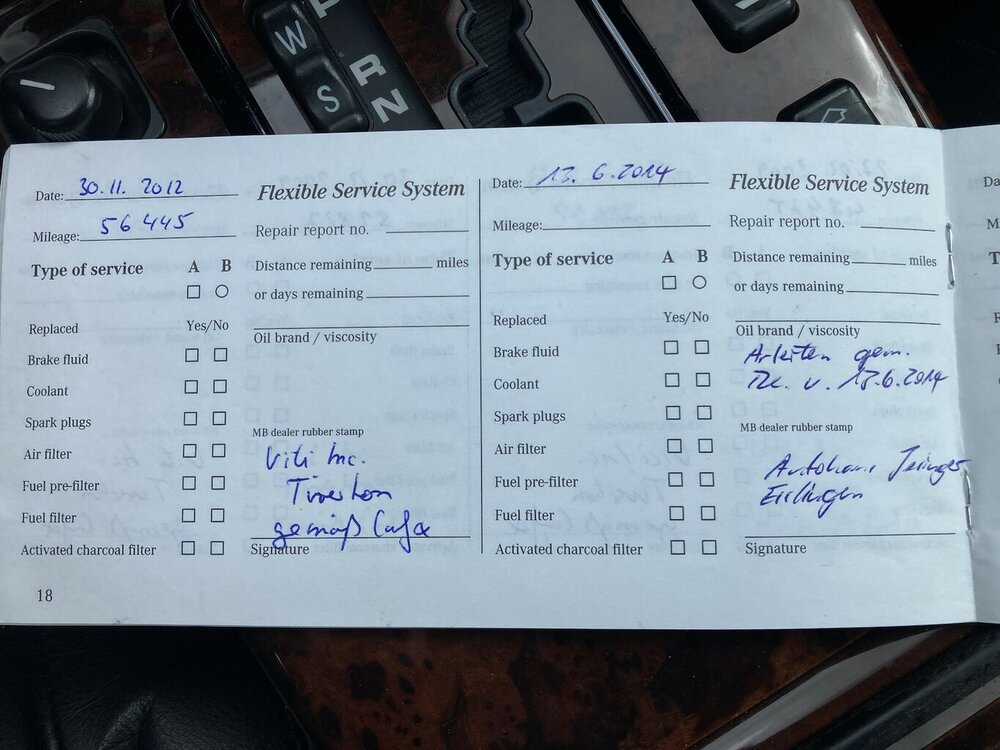 W
S
P
R
N
Date: 30.11.2012
Flexible Service System
Mileage: 56 445
Repair report no.
Type of service A B
Distance remaining miles
or days remaining
Replaced Yes/No
Oil brand / viscosity
Brake fluid
Coolant
Spark plugs
MB dealer rubber stamp
Air filter
Viti Inc.
Fuel pre-filter
Tiverton
Fuel filter
gemäß
Activated charcoal filter
Signature
18
Date: 13.6.2014
Flexible Service System
Mileage:
Repair report no.
Type of service A B
Distance remaining miles
or days remaining
Replaced Yes/No
Oil brand / viscosity
Brake fluid
Arbeiten gem.
Coolant
v. 13.6.2014
Spark plugs
MB dealer rubber stamp
Air filter
Autohaus
Fuel pre-filter
Fuel filter
Activated charcoal filter
Signature
Da
M